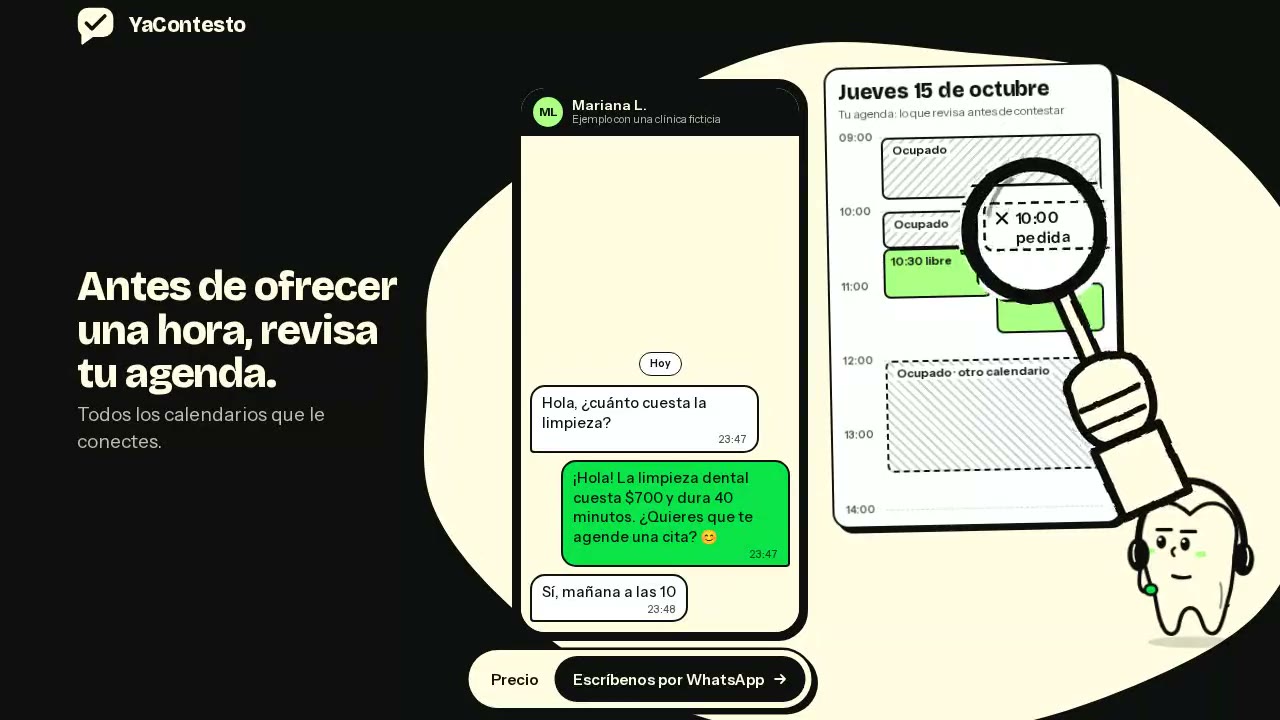 YaContesto
Antes de ofrecer
una hora, revisa
tu agenda.
Todos los calendarios que le
conectes.
ML
Mariana L.
Ejemplo con una clínica ficticia
Hoy
Hola, ¿cuánto cuesta la
limpieza?
23:47
¡Hola! La limpieza dental
cuesta $700 y dura 40
minutos. ¿Quieres que te
agende una cita? 😊
23:47
Sí, mañana a las 10
23:48
Jueves 15 de octubre
Tu agenda: lo que revisa antes de contestar
09:00
Ocupado
10:00
Ocupado
✕ 10:00
pedida
10:30 libre
11:00
12:00
Ocupado · otro calendario
13:00
14:00
Precio
Escríbenos por WhatsApp →